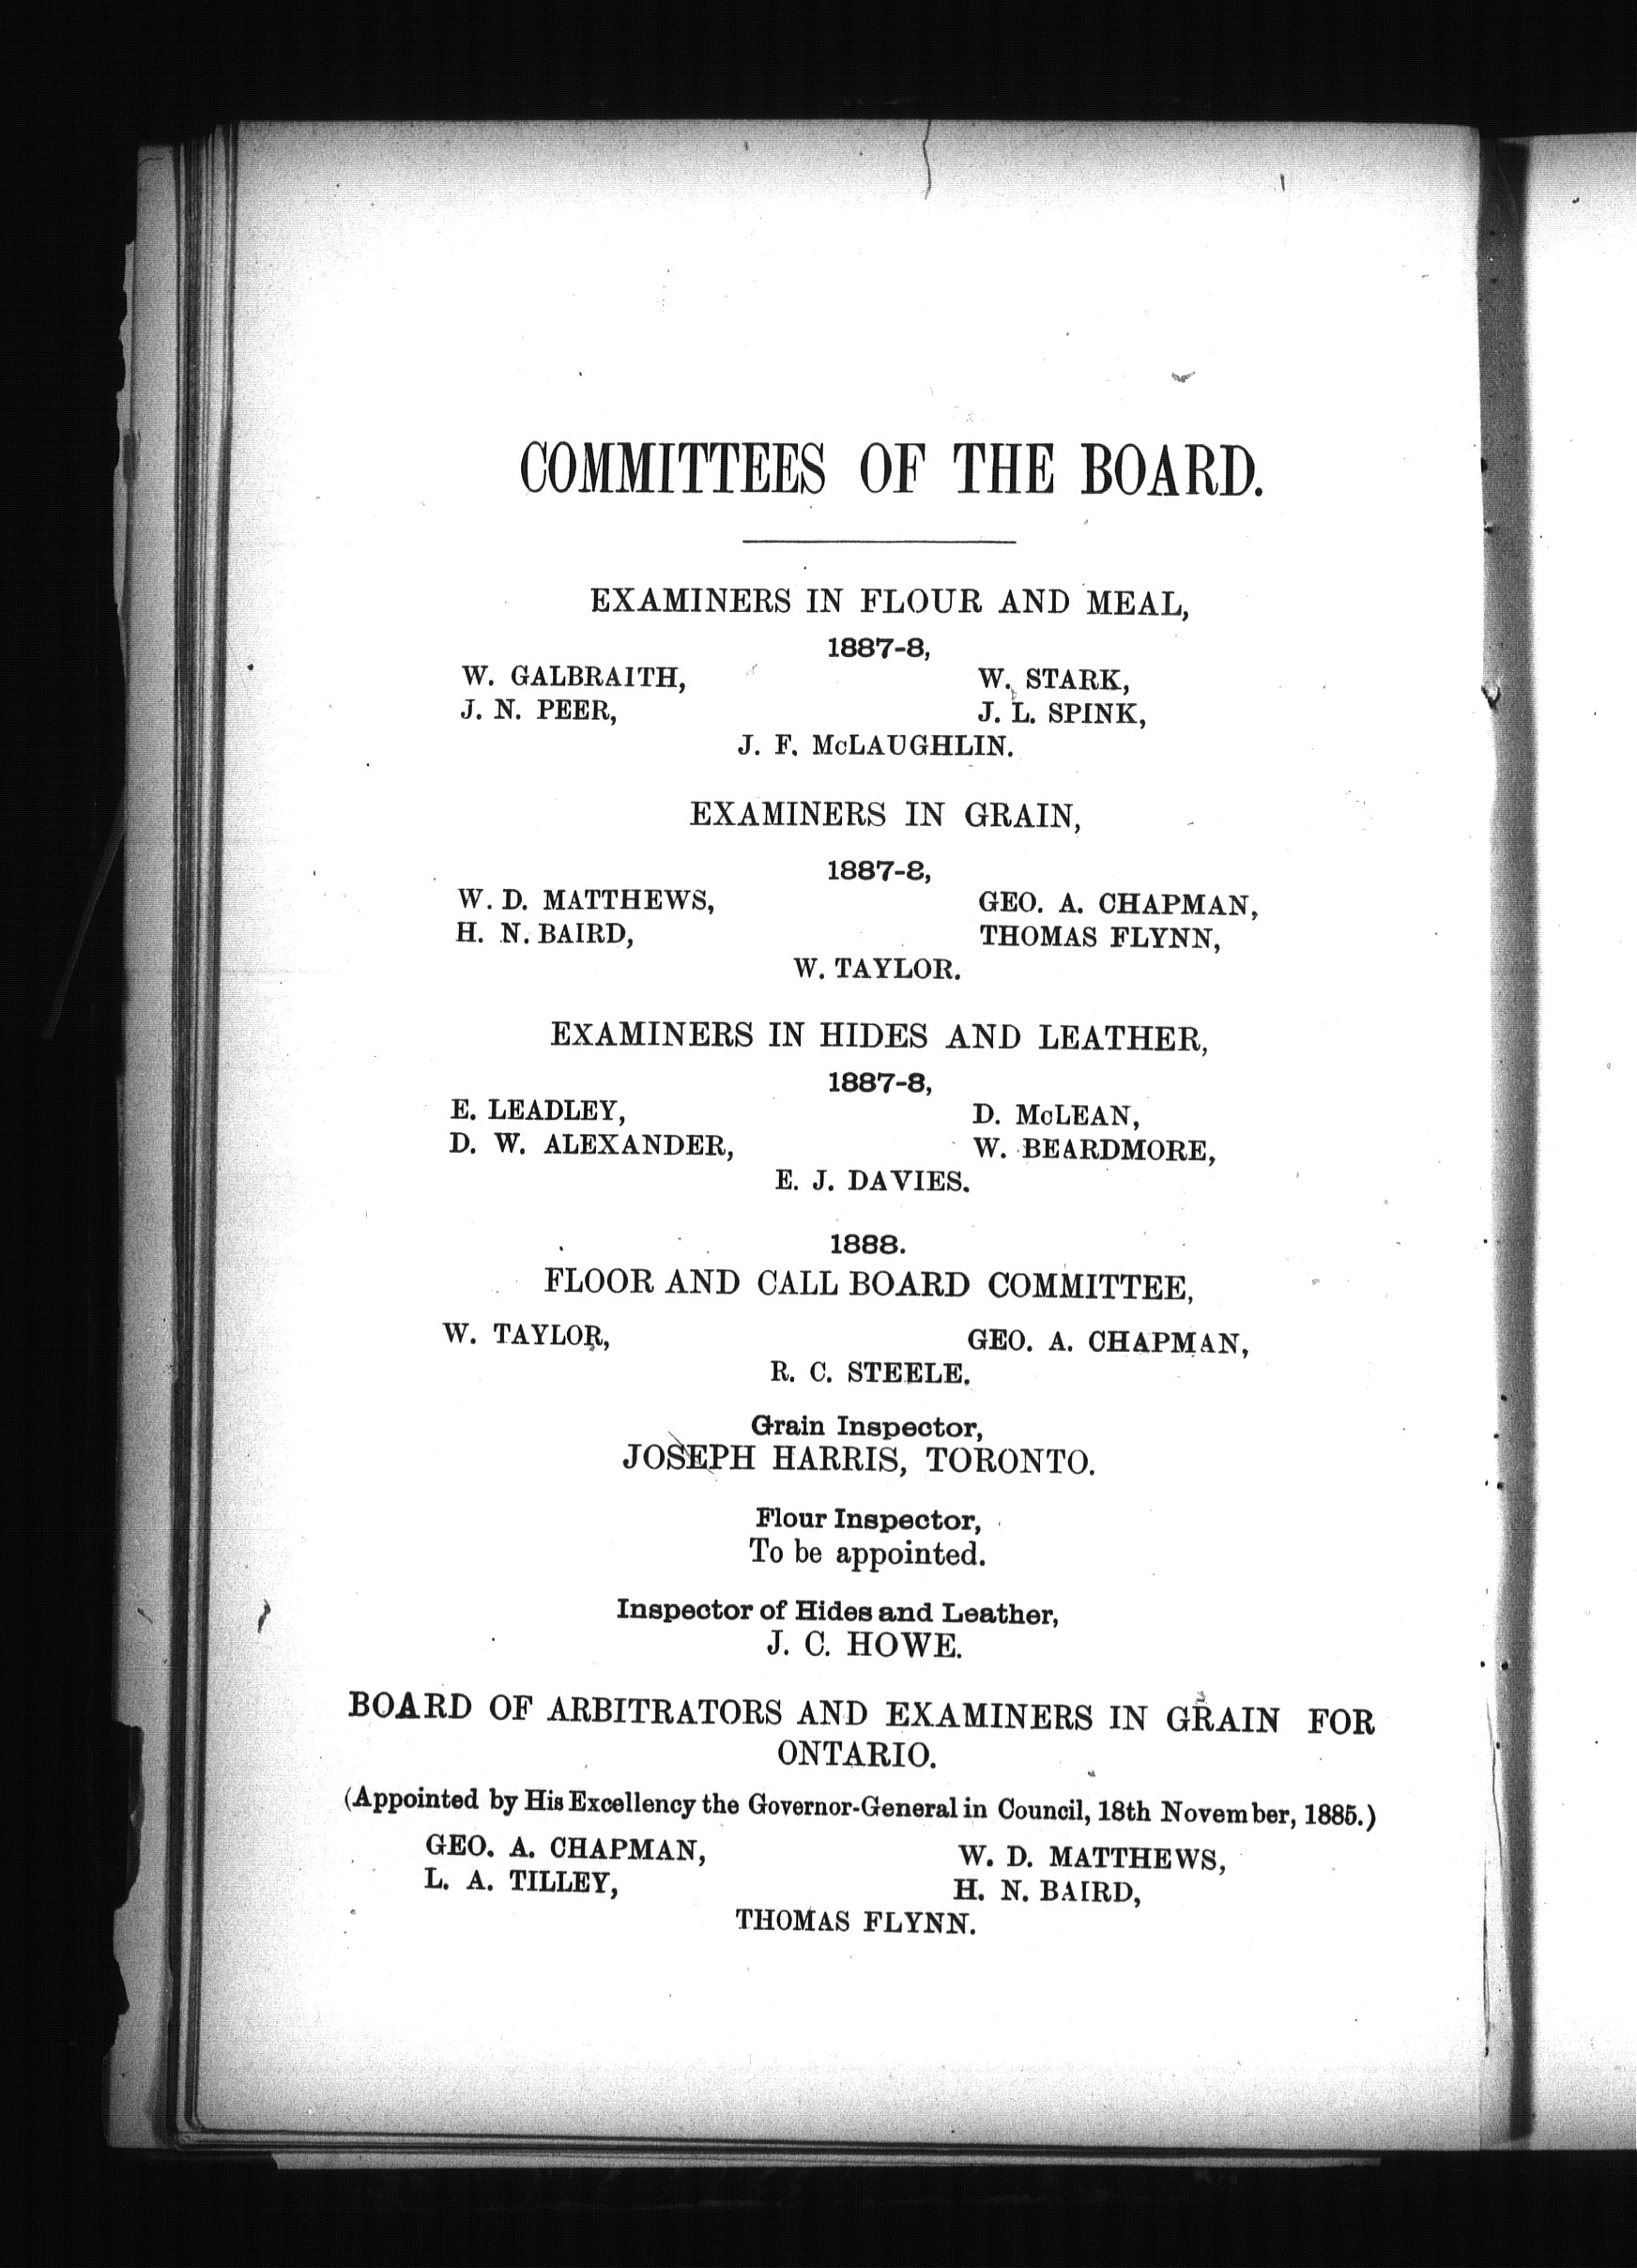 COMMITTEES OF THE BOARD.
EXAMINERS IN FLOUR AND MEAL,
1887-8,
W. GALBRAITH, W. STARK,
J. N. PEER, J. L. SPINK,
J. F. McLAUGHLIN.
EXAMINERS IN GRAIN,
1887-8,
W. D. MATTHEWS, GEO. A. CHAPMAN,
H. N. BAIRD, THOMAS FLYNN,
W. TAYLOR.
EXAMINERS IN HIDES AND LEATHER,
1887-8,
E. LEADLEY, D. McLEAN,
D. W. ALEXANDER, W. BEARDMORE,
E. J. DAVIES.
1888.
FLOOR AND CALL BOARD COMMITTEE,
W. TAYLOR, GEO. A. CHAPMAN,
R. C. STEELE.
Grain Inspector,
JOSEPH HARRIS, TORONTO.
Flour Inspector,
To be appointed.
Inspector of Hides and Leather,
J. C. HOWE.
BOARD OF ARBITRATORS AND EXAMINERS IN GRAIN FOR
ONTARIO.
(Appointed by His Excellency the Governor-General in Council, 18th November, 1885.)
GEO. A. CHAPMAN, W. D. MATTHEWS,
L. A. TILLEY, H. N. BAIRD,
THOMAS FLYNN.